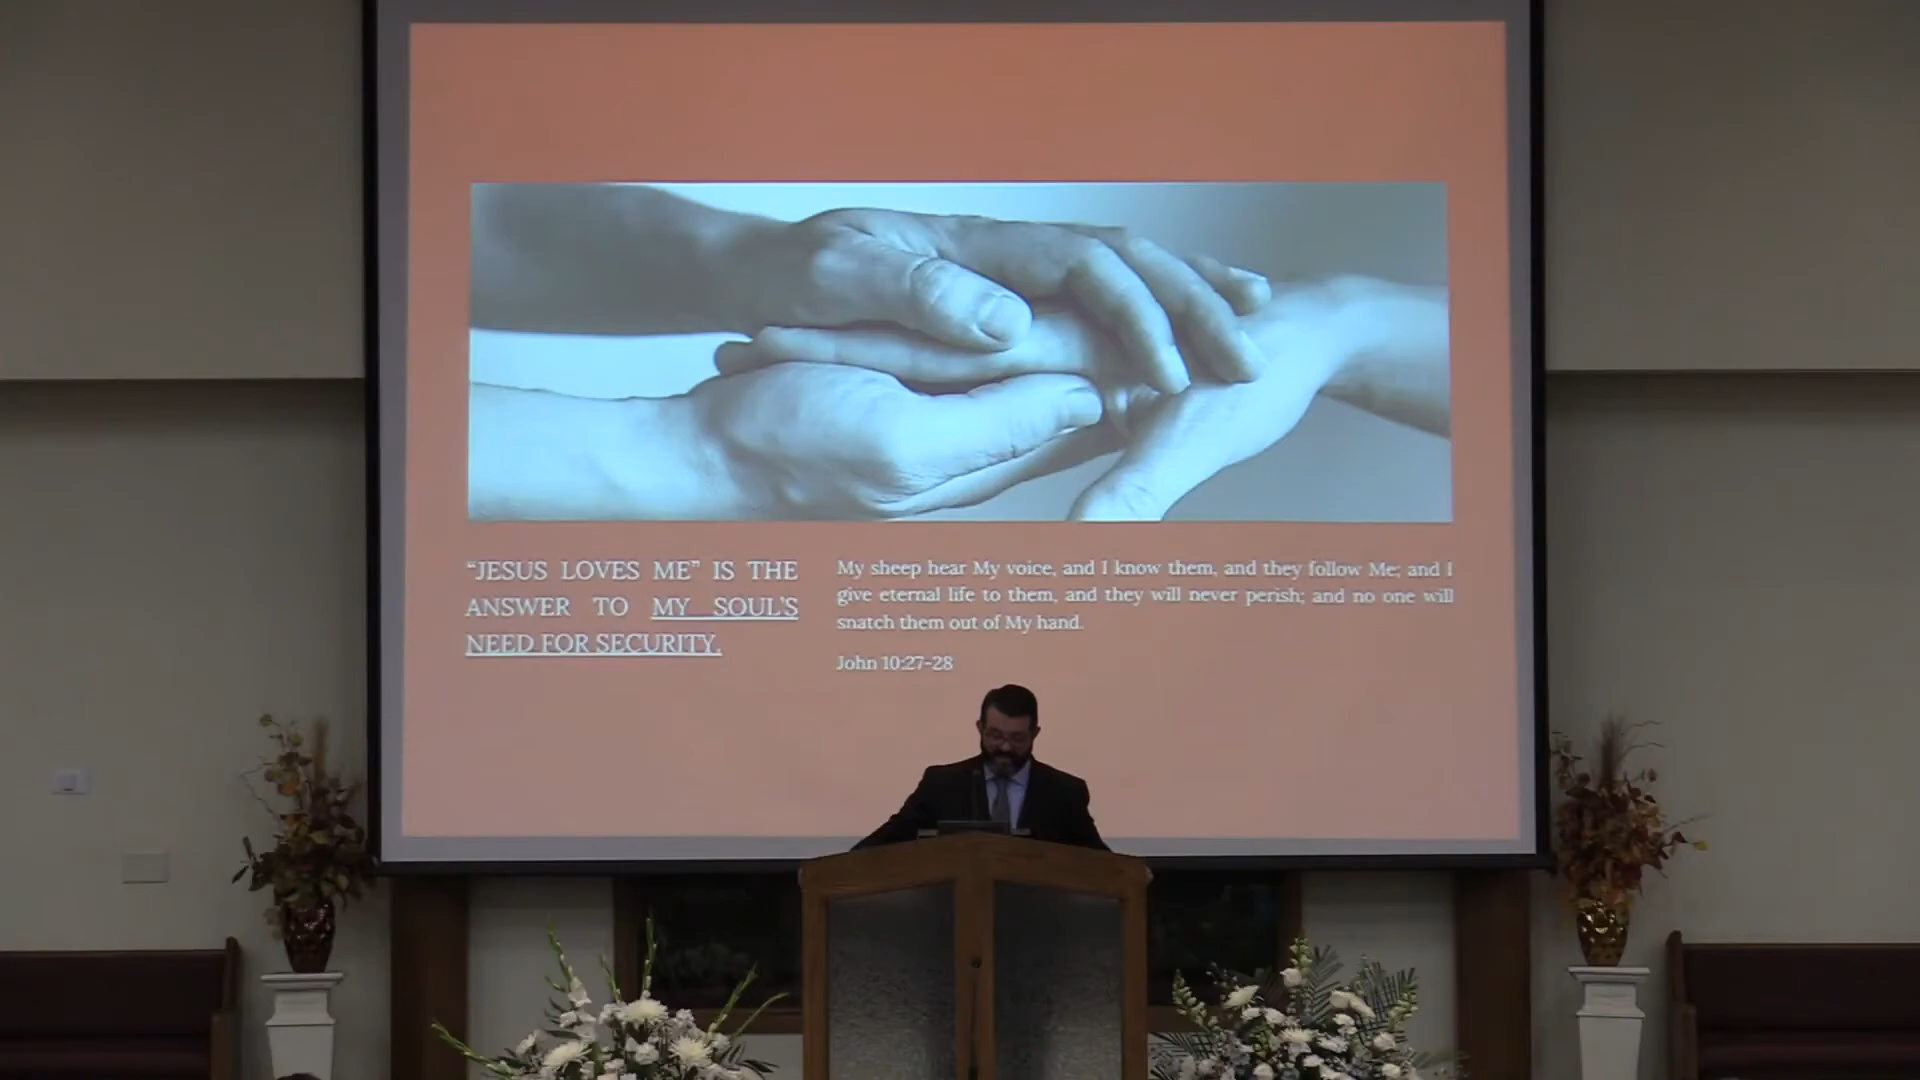 “JESUS LOVES ME” IS THE
ANSWER TO MY SOUL’S
NEED FOR SECURITY.
My sheep hear My voice, and I know them, and they follow Me; and I
give eternal life to them, and they will never perish; and no one will
snatch them out of My hand.
John 10:27-28